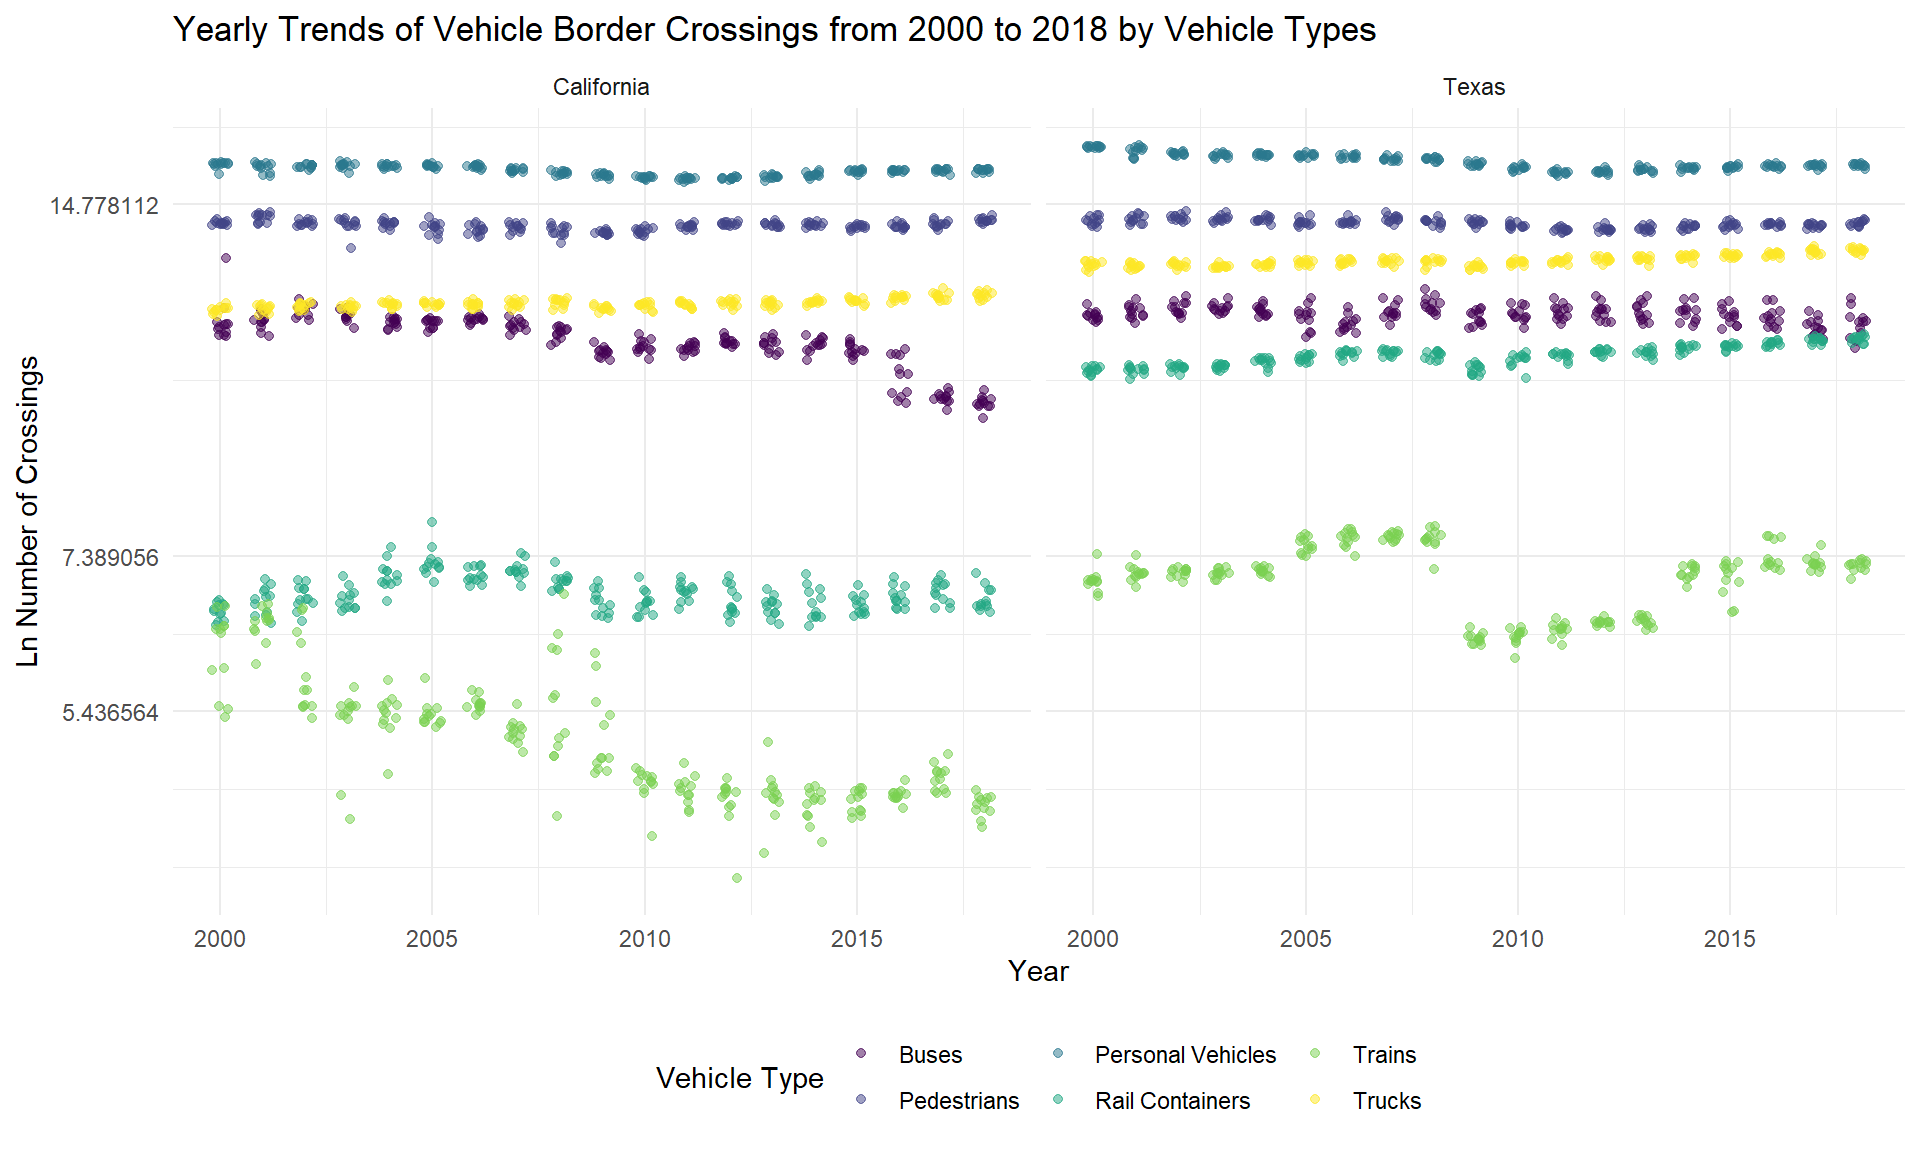 Yearly Trends of Vehicle Border Crossings from 2000 to 2018 by Vehicle Types
California
Texas
Ln Number of Crossings
14.778112
7.389056
5.436564
2000 2005 2010 2015
2000 2005 2010 2015
Year
Vehicle Type
Buses
Personal Vehicles
Trains
Pedestrians
Rail Containers
Trucks